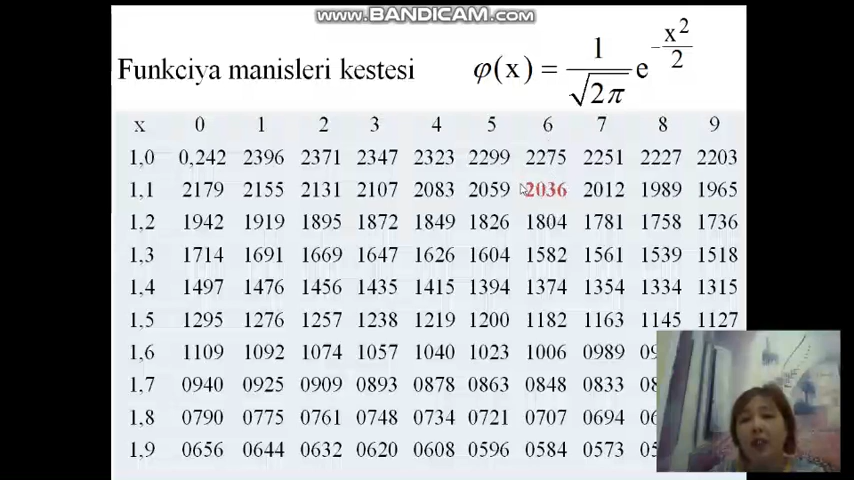 www.BANDICAM.com
Funkciya manisleri kestesi φ(x) = 1/√2π e^(-x²/2)
x 0 1 2 3 4 5 6 7 8 9
1,0 0,242 2396 2371 2347 2323 2299 2275 2251 2227 2203
1,1 2179 2155 2131 2107 2083 2059 2036 2012 1989 1965
1,2 1942 1919 1895 1872 1849 1826 1804 1781 1758 1736
1,3 1714 1691 1669 1647 1626 1604 1582 1561 1539 1518
1,4 1497 1476 1456 1435 1415 1394 1374 1354 1334 1315
1,5 1295 1276 1257 1238 1219 1200 1182 1163 1145 1127
1,6 1109 1092 1074 1057 1040 1023 1006 0989
1,7 0940 0925 0909 0893 0878 0863 0848 0833
1,8 0790 0775 0761 0748 0734 0721 0707 0694
1,9 0656 0644 0632 0620 0608 0596 0584 0573